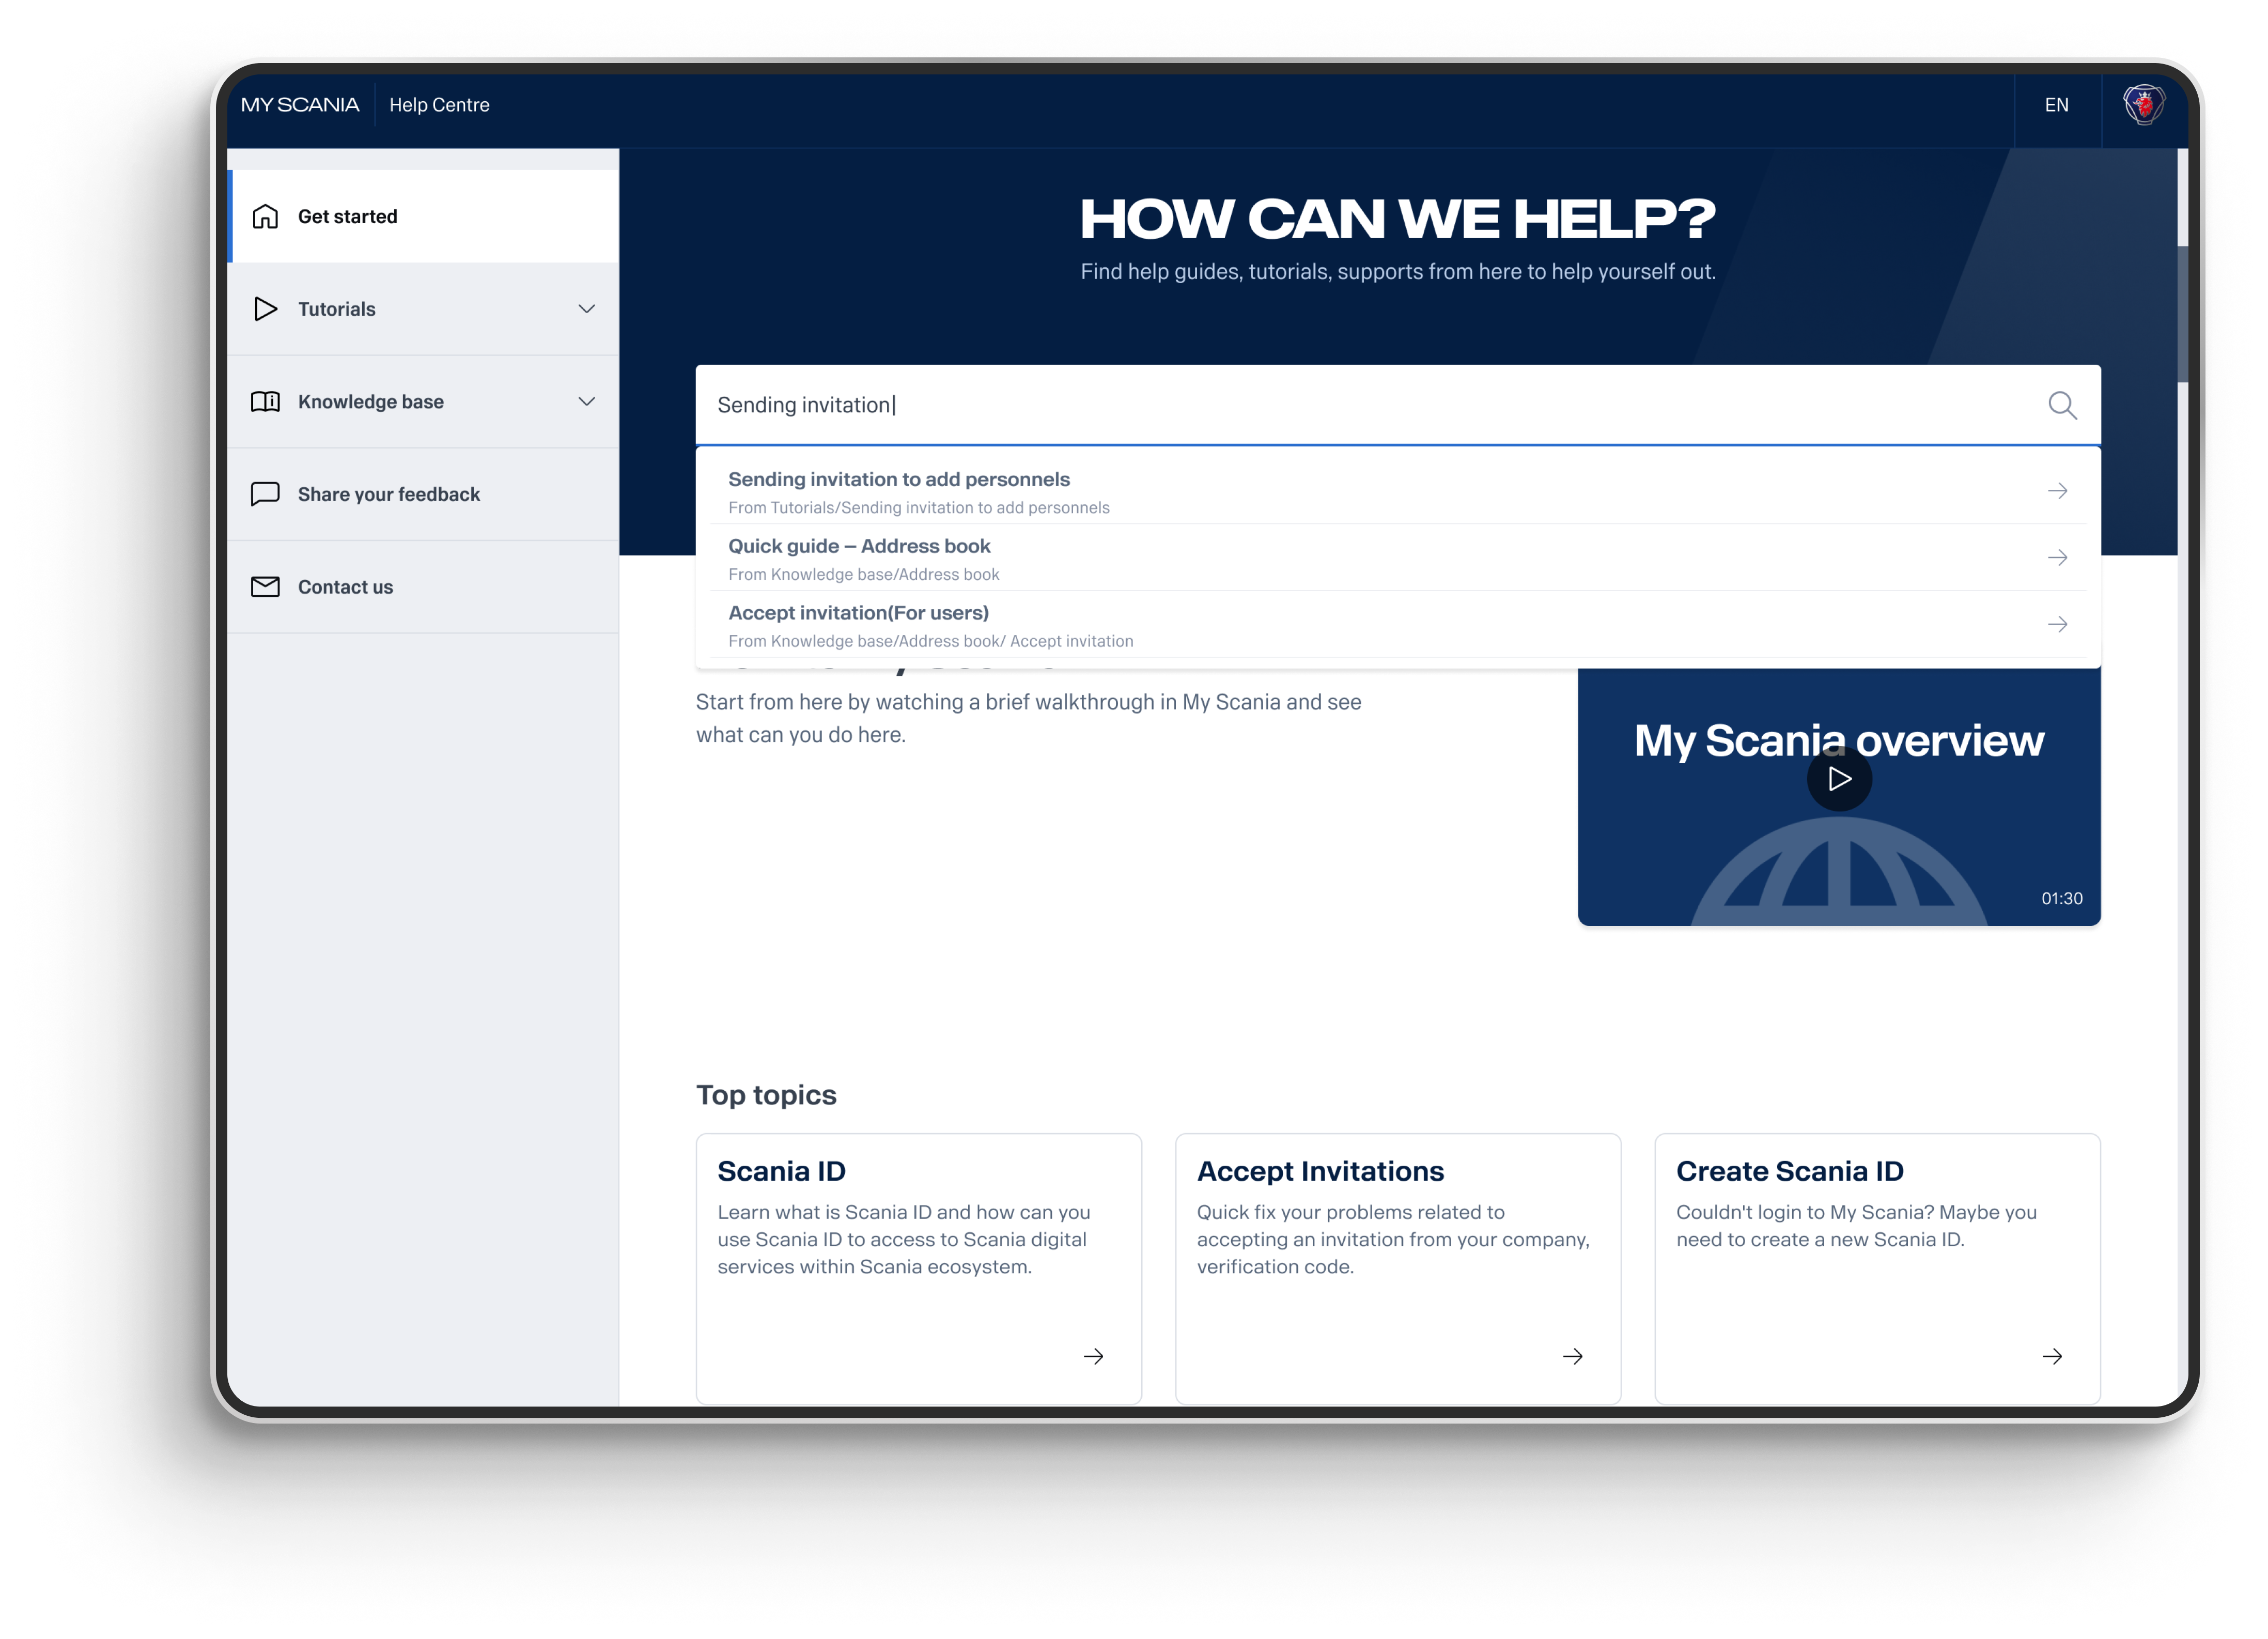 MY SCANIA
Help Centre
EN
Get started
Tutorials
Knowledge base
Share your feedback
Contact us
HOW CAN WE HELP?
Find help guides, tutorials, supports from here to help yourself out.
Sending invitation
Sending invitation to add personnels
From Tutorials/Sending invitation to add personnels
Quick guide – Address book
From Knowledge base/Address book
Accept invitation(For users)
From Knowledge base/Address book/ Accept invitation
Start from here by watching a brief walkthrough in My Scania and see
what can you do here.
My Scania overview
01:30
Top topics
Scania ID
Learn what is Scania ID and how can you
use Scania ID to access to Scania digital
services within Scania ecosystem.
Accept Invitations
Quick fix your problems related to
accepting an invitation from your company,
verification code.
Create Scania ID
Couldn't login to My Scania? Maybe you
need to create a new Scania ID.